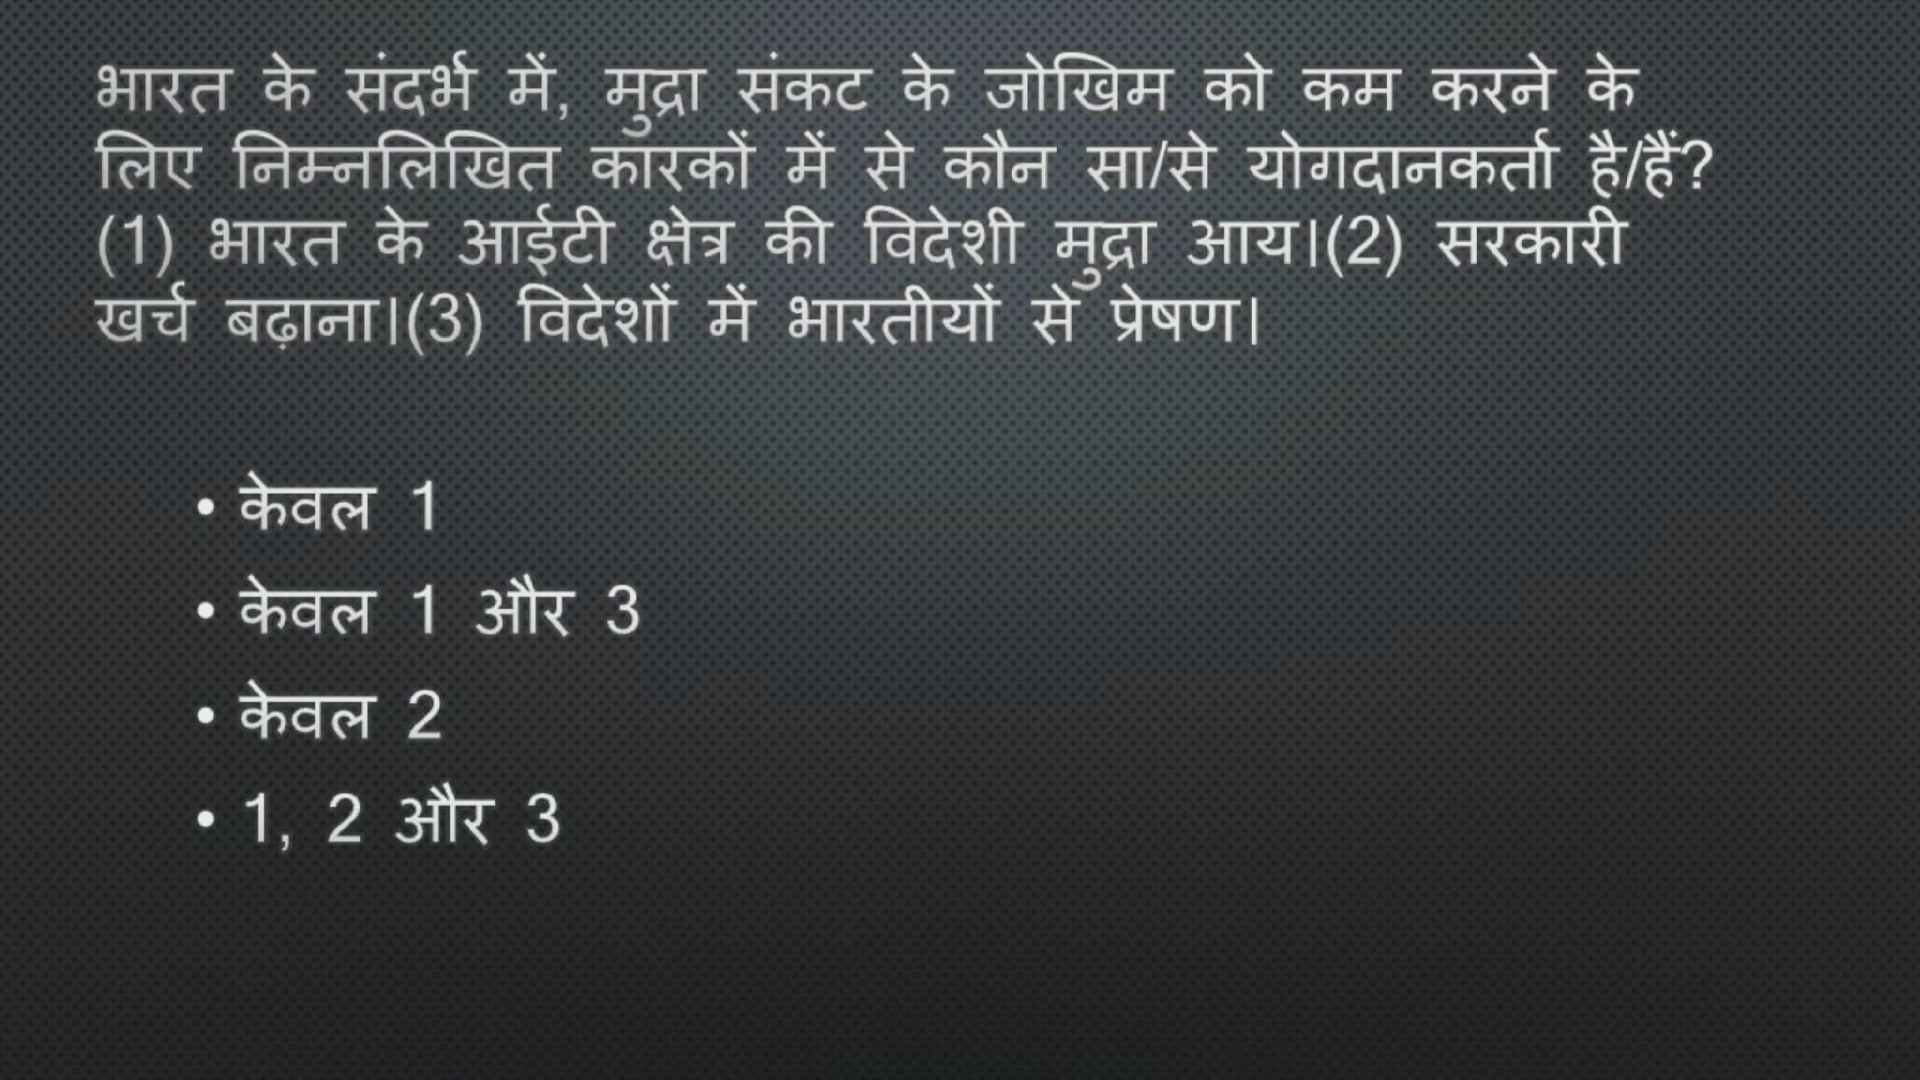 भारत के संदर्भ में, मुद्रा संकट के जोखिम को कम करने के
लिए निम्नलिखित कारकों में से कौन सा/से योगदानकर्ता है/हैं?
(1) भारत के आईटी क्षेत्र की विदेशी मुद्रा आय।(2) सरकारी
खर्च बढ़ाना।(3) विदेशों में भारतीयों से प्रेषण।
• केवल 1
• केवल 1 और 3
• केवल 2
• 1, 2 और 3